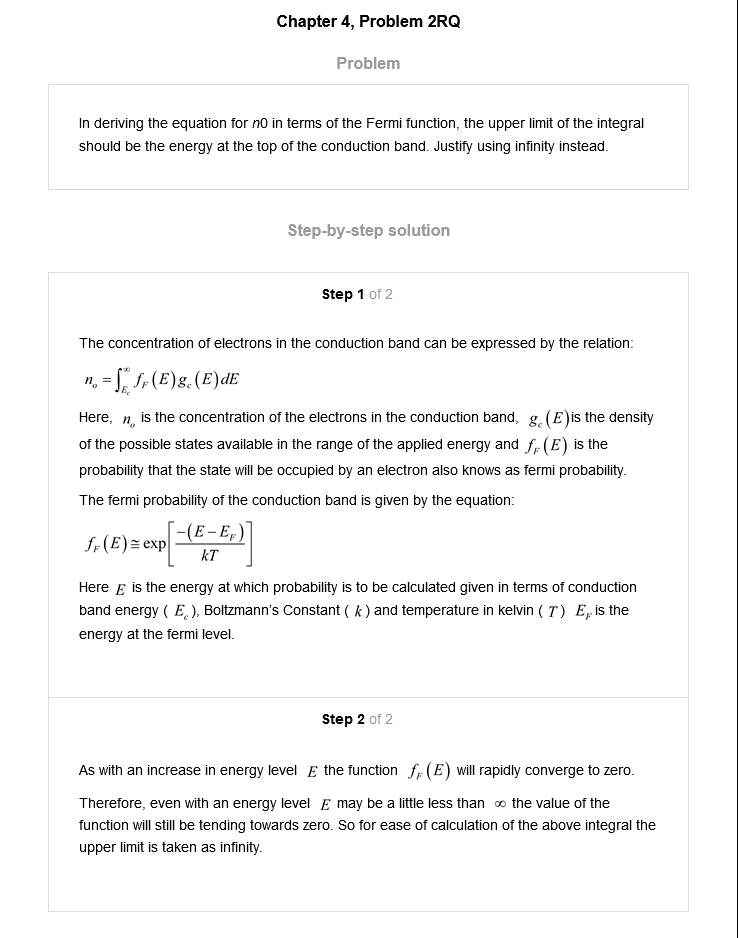 Chapter 4, Problem 2RQ
Problem
In deriving the equation for n0 in terms of the Fermi function, the upper limit of the integral
should be the energy at the top of the conduction band. Justify using infinity instead.
Step-by-step solution
Step 1 of 2
The concentration of electrons in the conduction band can be expressed by the relation:
n_o = ∫_{E_c}^{∞} f_F(E)g_c(E)dE
Here, n_o is the concentration of the electrons in the conduction band, g_c(E)is the density
of the possible states available in the range of the applied energy and f_F(E) is the
probability that the state will be occupied by an electron also knows as fermi probability.
The fermi probability of the conduction band is given by the equation:
f_F(E) ≅ exp[−(E−E_F)/kT]
Here E is the energy at which probability is to be calculated given in terms of conduction
band energy ( E_c ), Boltzmann's Constant ( k ) and temperature in kelvin ( T ) E_F is the
energy at the fermi level.
Step 2 of 2
As with an increase in energy level E the function f_F(E) will rapidly converge to zero.
Therefore, even with an energy level E may be a little less than ∞ the value of the
function will still be tending towards zero. So for ease of calculation of the above integral the
upper limit is taken as infinity.